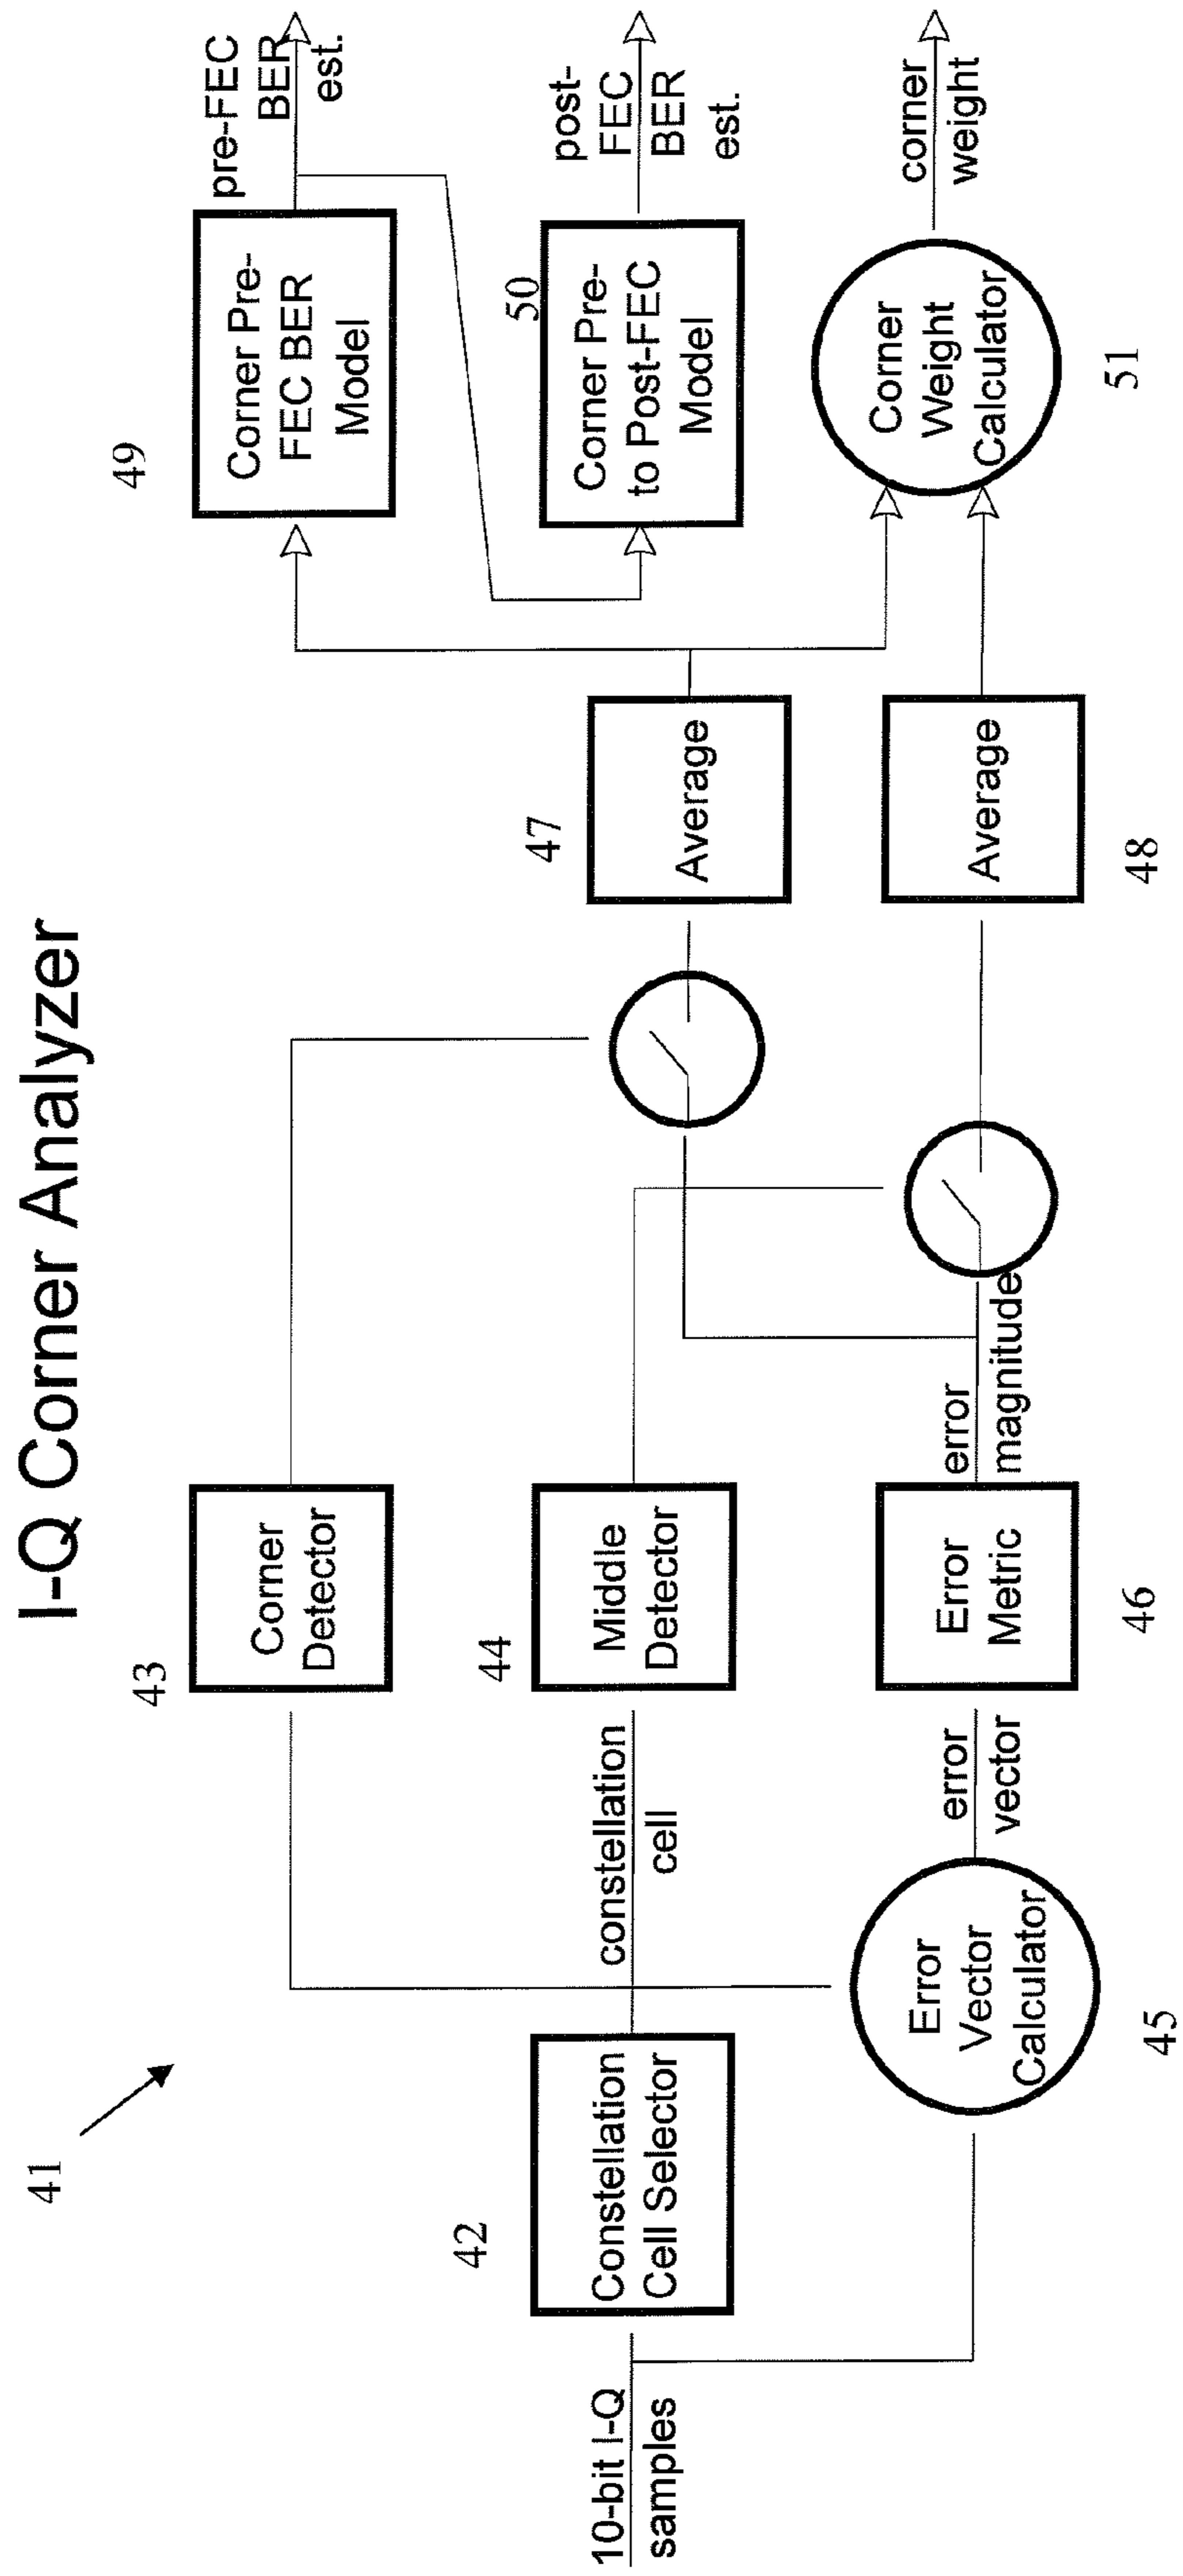 I-Q Corner Analyzer
41
10-bit I-Q
samples
42
Constellation
Cell Selector
constellation
cell
43
Corner
Detector
44
Middle
Detector
45
Error
Vector
Calculator
error
vector
46
Error
Metric
error
magnitude
47
Average
48
Average
49
Corner Pre-
FEC BER
Model
pre-FEC
BER
est.
50
Corner Pre-
to Post-FEC
Model
post-
FEC
BER
est.
51
Corner
Weight
Calculator
corner
weight